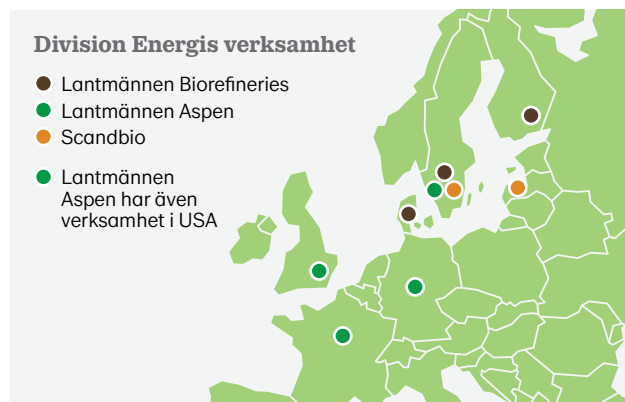 Division Energis verksamhet
Lantmännen Biorefineries
Lantmännen Aspen
Scandbio
Lantmännen
Aspen har även
verksamhet i USA